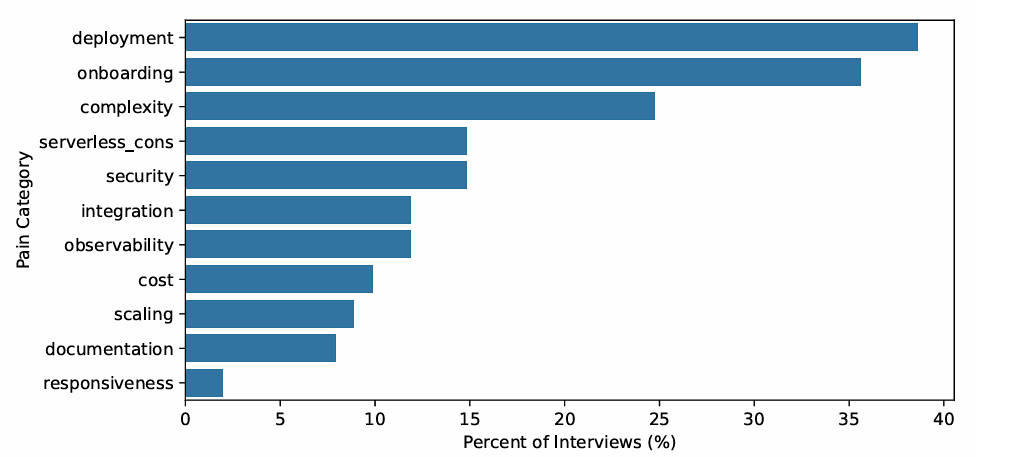 deployment
onboarding
complexity
serverless_cons
security
integration
observability
cost
scaling
documentation
responsiveness
Pain Category
0 5 10 15 20 25 30 35 40
Percent of Interviews (%)